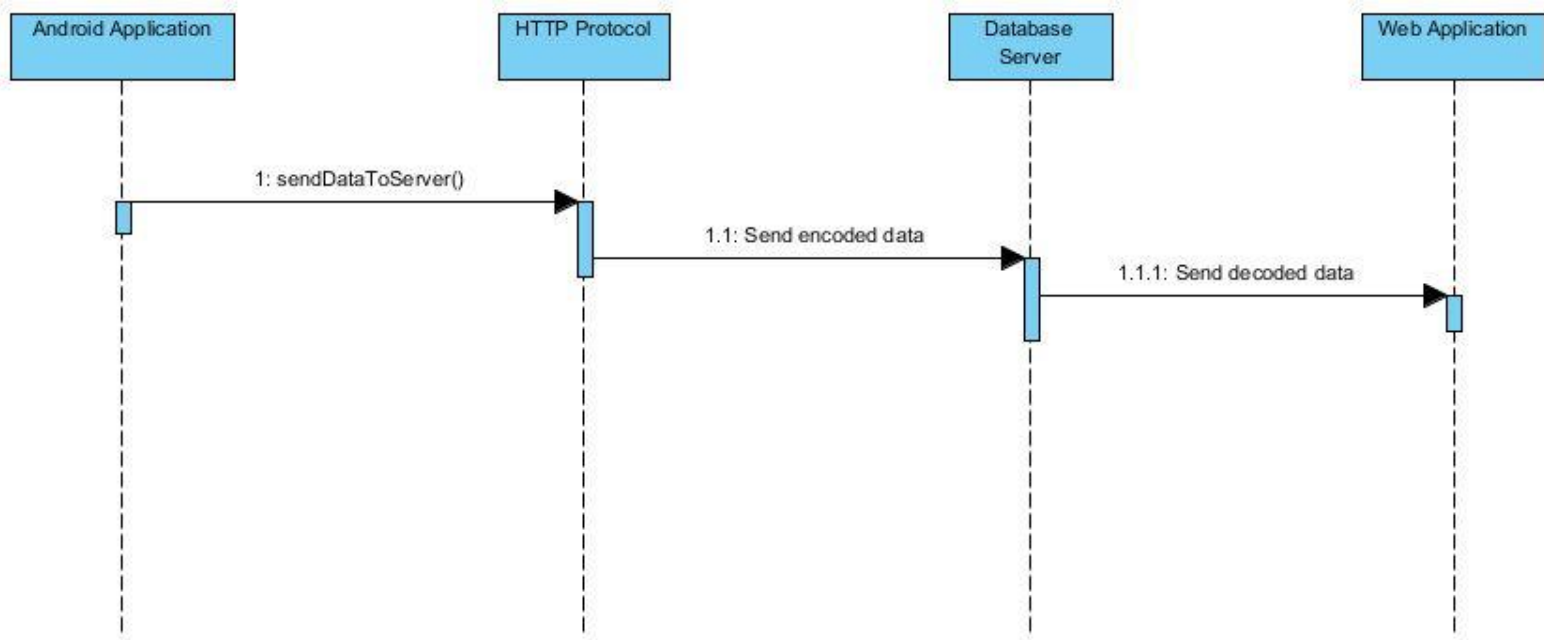 Android Application
HTTP Protocol
Database
Server
Web Application
1: sendDataToServer()
1.1: Send encoded data
1.1.1: Send decoded data